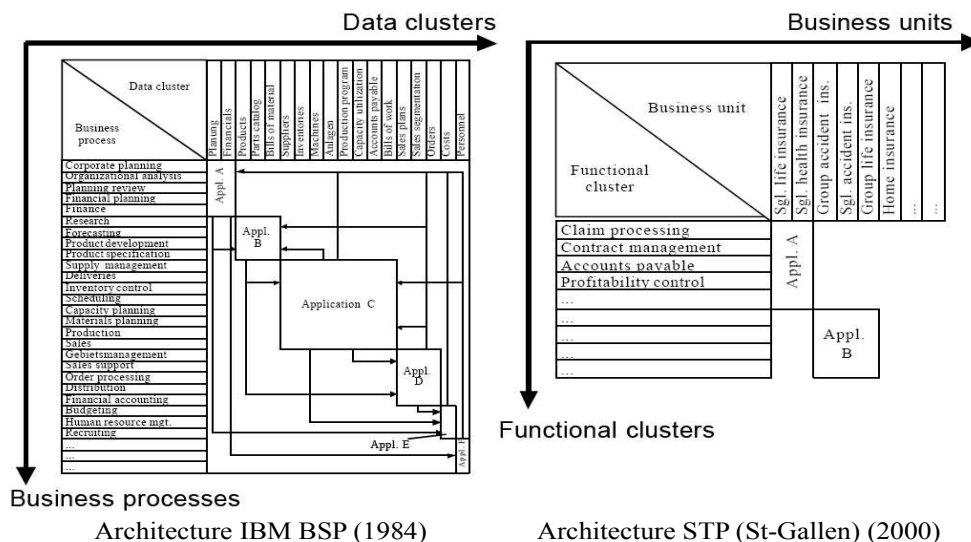 Data clusters
Business units
Data cluster
Business process
Planung
Financials
Products
Parts catalog
Bills of material
Suppliers
Inventories
Machines
Anlagen
Production program
Capacity utilization
Accounts payable
Bills of work
Sales plans
Sales segmentation
Orders
Costs
Personnel
Corporate planning
Organizational analysis
Planning review
Financial planning
Finance
Research
Forecasting
Product development
Product specification
Supply management
Deliveries
Inventory control
Scheduling
Capacity planning
Materials planning
Production
Sales
Gebietsmanagement
Sales support
Order processing
Distribution
Financial accounting
Budgeting
Human resource mgt.
Recruiting
...
...
...
Appl. A
Appl. B
Application C
Appl. D
Appl. E
Appl. F
Business processes
Architecture IBM BSP (1984)
Business unit
Functional cluster
Sgl. life insurance
Sgl. health insurance
Group accident ins.
Sgl. accident ins.
Group life insurance
Home insurance
...
...
Claim processing
Contract management
Accounts payable
Profitability control
...
...
...
...
...
Appl. A
Appl. B
Functional clusters
Architecture STP (St-Gallen) (2000)